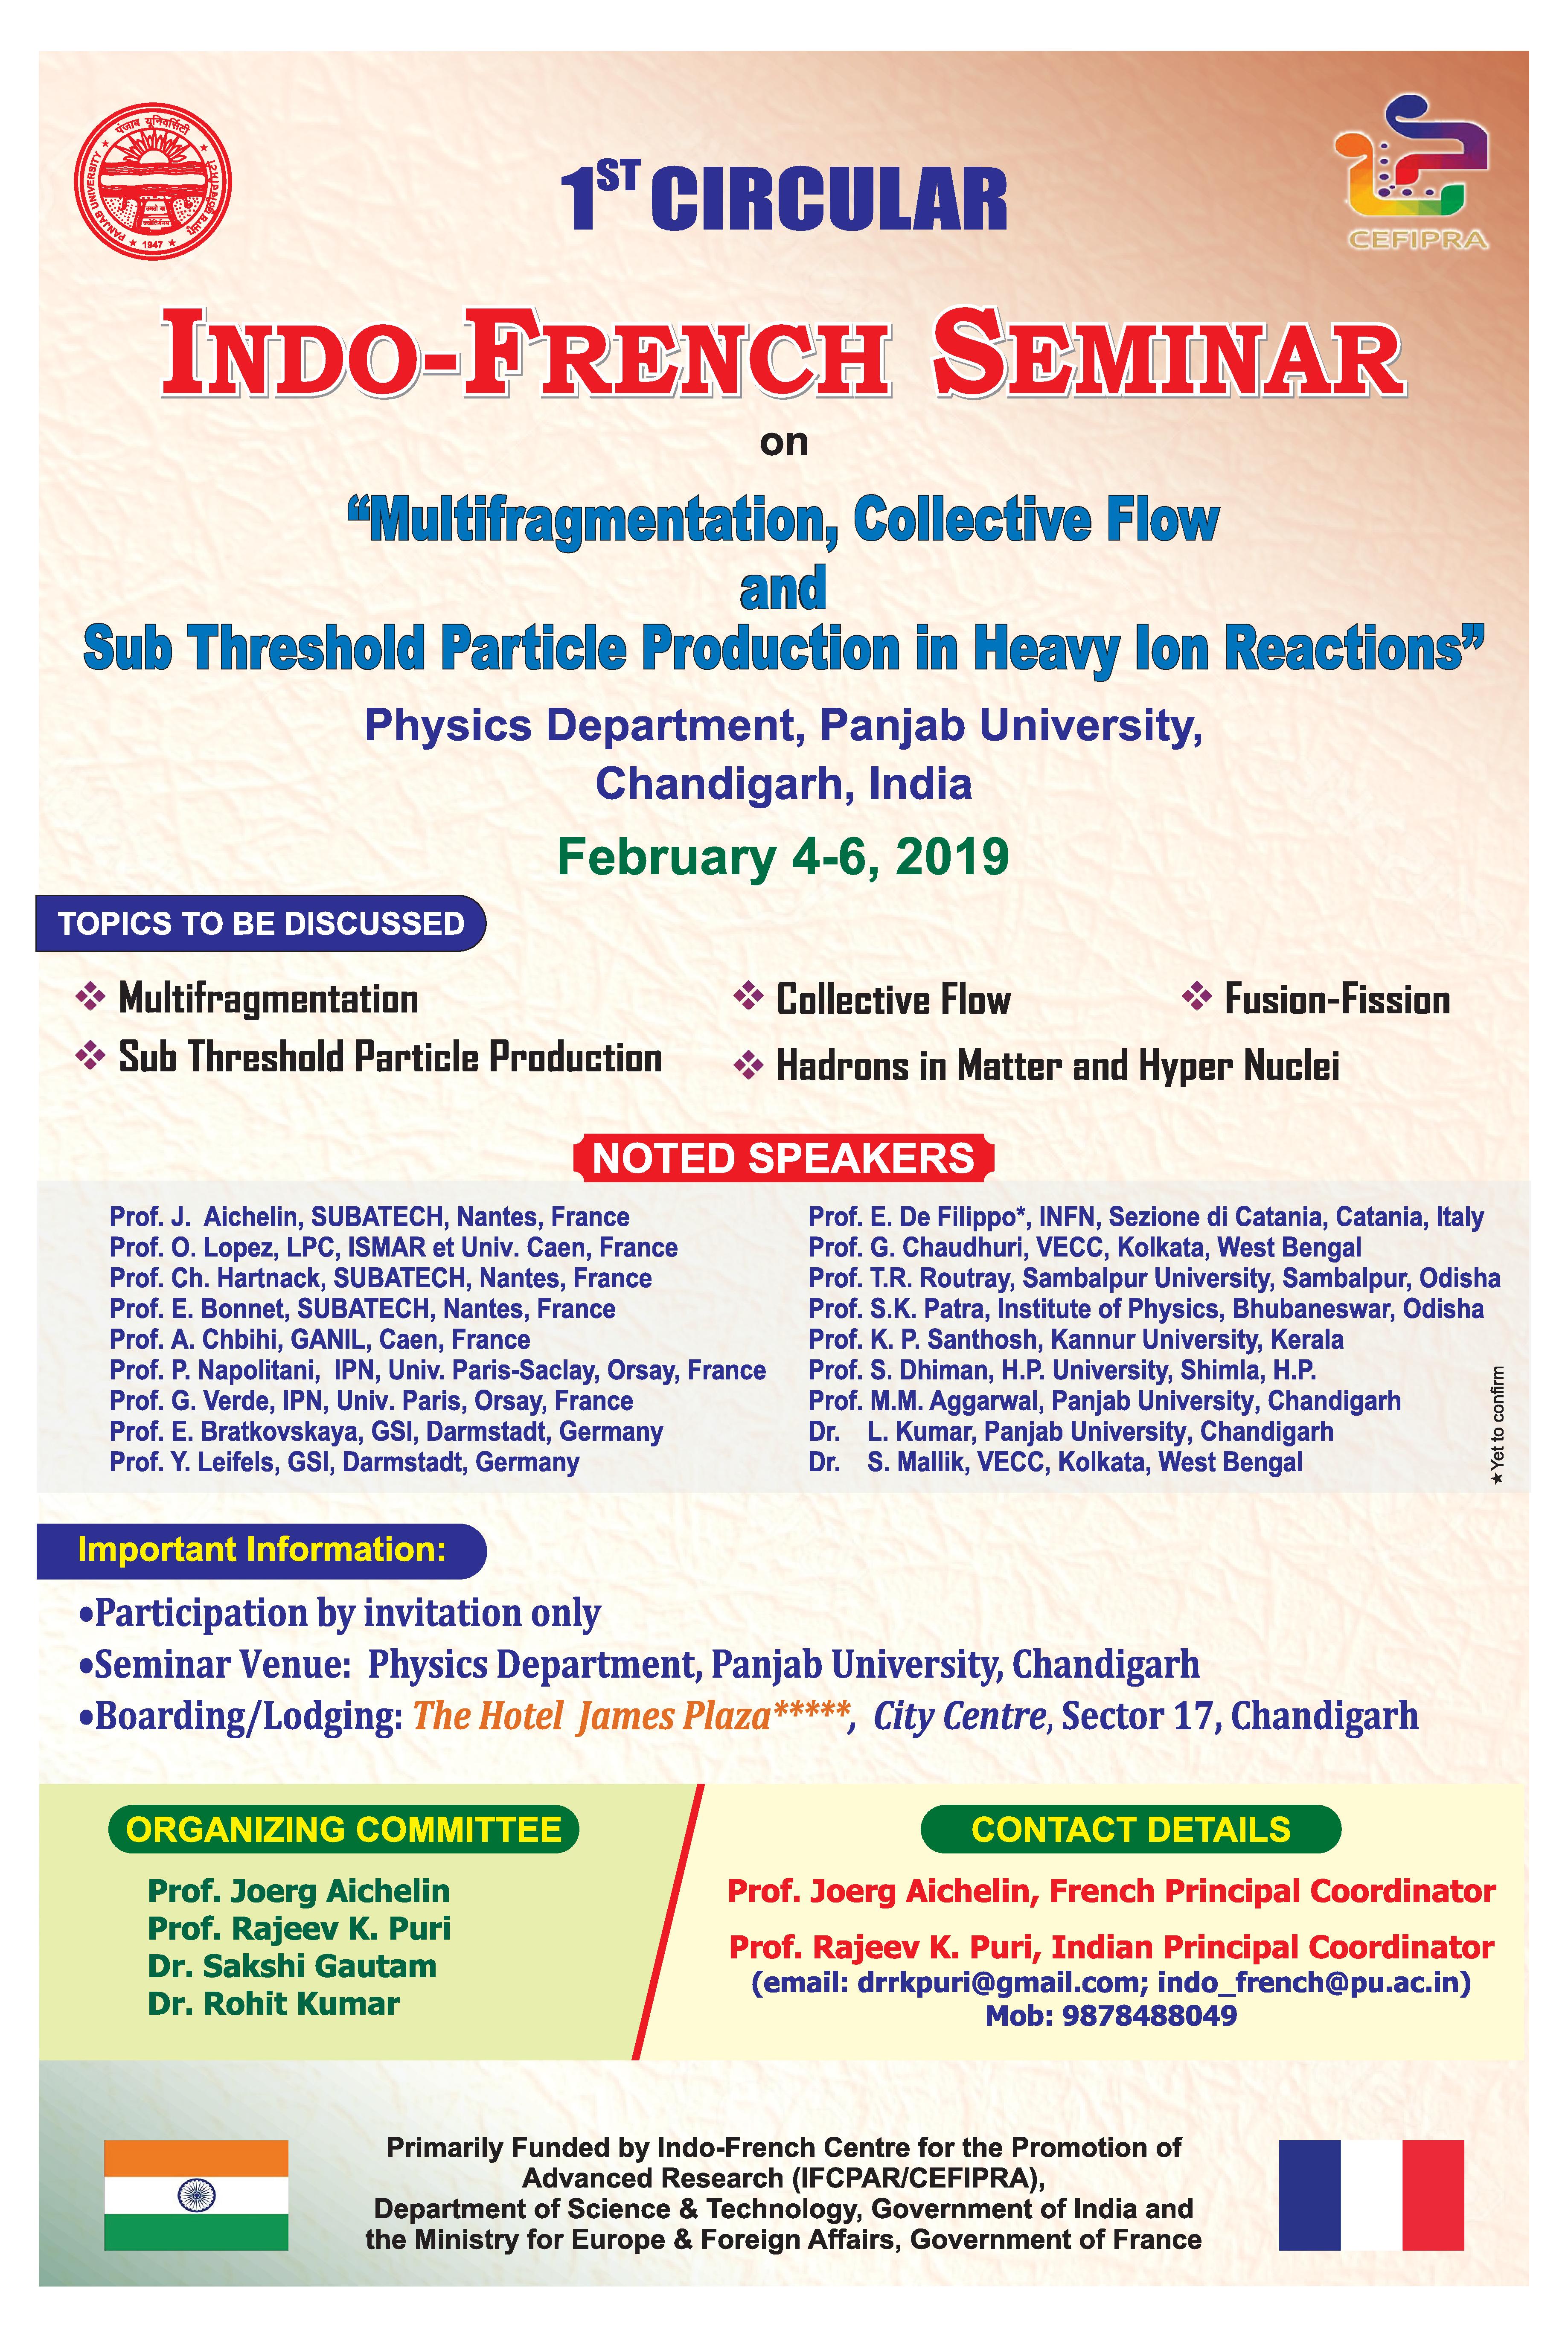 पंजाब यूनिवर्सिटी
PANJAB UNIVERSITY
ਪੰਜਾਬ ਯੂਨੀਵਰਸਿਟੀ
1947
CEFIPRA
1ST CIRCULAR
INDO-FRENCH SEMINAR
on
“Multifragmentation, Collective Flow
and
Sub Threshold Particle Production in Heavy Ion Reactions”
Physics Department, Panjab University,
Chandigarh, India
February 4-6, 2019
TOPICS TO BE DISCUSSED
❖ Multifragmentation
❖ Collective Flow
❖ Fusion-Fission
❖ Sub Threshold Particle Production
❖ Hadrons in Matter and Hyper Nuclei
NOTED SPEAKERS
Prof. J. Aichelin, SUBATECH, Nantes, France
Prof. O. Lopez, LPC, ISMAR et Univ. Caen, France
Prof. Ch. Hartnack, SUBATECH, Nantes, France
Prof. E. Bonnet, SUBATECH, Nantes, France
Prof. A. Chbihi, GANIL, Caen, France
Prof. P. Napolitani, IPN, Univ. Paris-Saclay, Orsay, France
Prof. G. Verde, IPN, Univ. Paris, Orsay, France
Prof. E. Bratkovskaya, GSI, Darmstadt, Germany
Prof. Y. Leifels, GSI, Darmstadt, Germany
Prof. E. De Filippo*, INFN, Sezione di Catania, Catania, Italy
Prof. G. Chaudhuri, VECC, Kolkata, West Bengal
Prof. T.R. Routray, Sambalpur University, Sambalpur, Odisha
Prof. S.K. Patra, Institute of Physics, Bhubaneswar, Odisha
Prof. K. P. Santhosh, Kannur University, Kerala
Prof. S. Dhiman, H.P. University, Shimla, H.P.
Prof. M.M. Aggarwal, Panjab University, Chandigarh
Dr. L. Kumar, Panjab University, Chandigarh
Dr. S. Mallik, VECC, Kolkata, West Bengal
★Yet to confirm
Important Information:
•Participation by invitation only
•Seminar Venue: Physics Department, Panjab University, Chandigarh
•Boarding/Lodging: The Hotel James Plaza*****, City Centre, Sector 17, Chandigarh
ORGANIZING COMMITTEE
Prof. Joerg Aichelin
Prof. Rajeev K. Puri
Dr. Sakshi Gautam
Dr. Rohit Kumar
CONTACT DETAILS
Prof. Joerg Aichelin, French Principal Coordinator
Prof. Rajeev K. Puri, Indian Principal Coordinator
(email: drrkpuri@gmail.com; indo_french@pu.ac.in)
Mob: 9878488049
Primarily Funded by Indo-French Centre for the Promotion of
Advanced Research (IFCPAR/CEFIPRA),
Department of Science & Technology, Government of India and
the Ministry for Europe & Foreign Affairs, Government of France